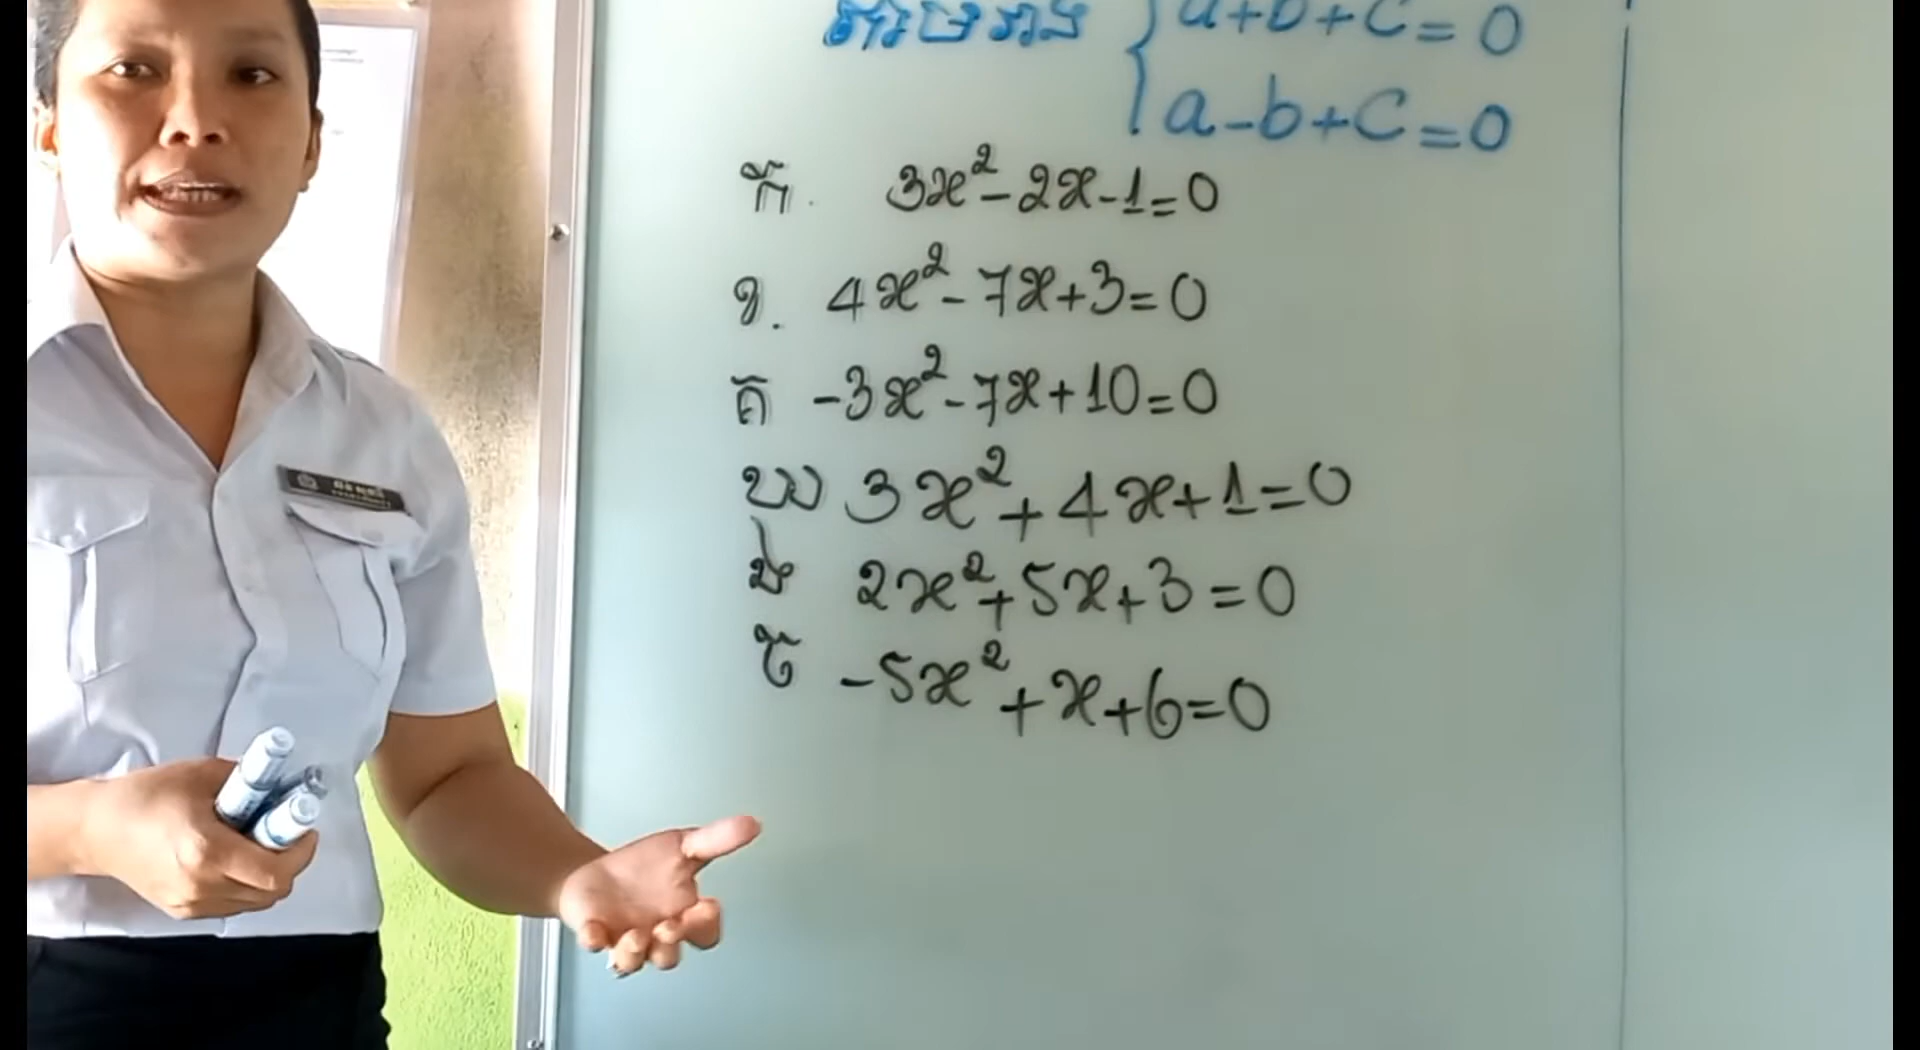 a+b+c=0
a-b+c=0
ក. 3x²-2x-1=0
ខ. 4x²-7x+3=0
គ -3x²-7x+10=0
ឃ 3x²+4x+1=0
ង 2x²+5x+3=0
ច -5x²+x+6=0